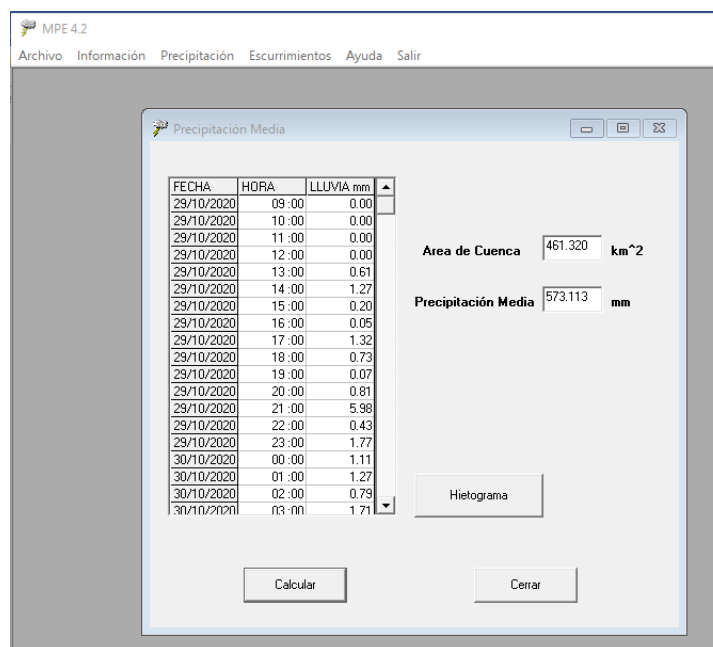 MPE 4.2
Archivo Información Precipitación Escurrimientos Ayuda Salir
Precipitación Media
FECHA HORA LLUVIA mm
29/10/2020 09 :00 0.00
29/10/2020 10 :00 0.00
29/10/2020 11 :00 0.00
29/10/2020 12 :00 0.00
29/10/2020 13 :00 0.61
29/10/2020 14 :00 1.27
29/10/2020 15 :00 0.20
29/10/2020 16 :00 0.05
29/10/2020 17 :00 1.32
29/10/2020 18 :00 0.73
29/10/2020 19 :00 0.07
29/10/2020 20 :00 0.81
29/10/2020 21 :00 5.98
29/10/2020 22 :00 0.43
29/10/2020 23 :00 1.77
30/10/2020 00 :00 1.11
30/10/2020 01 :00 1.27
30/10/2020 02 :00 0.79
30/10/2020 03 :00 1.71
Area de Cuenca 461.320 km^2
Precipitación Media 573.113 mm
Hietograma
Calcular Cerrar